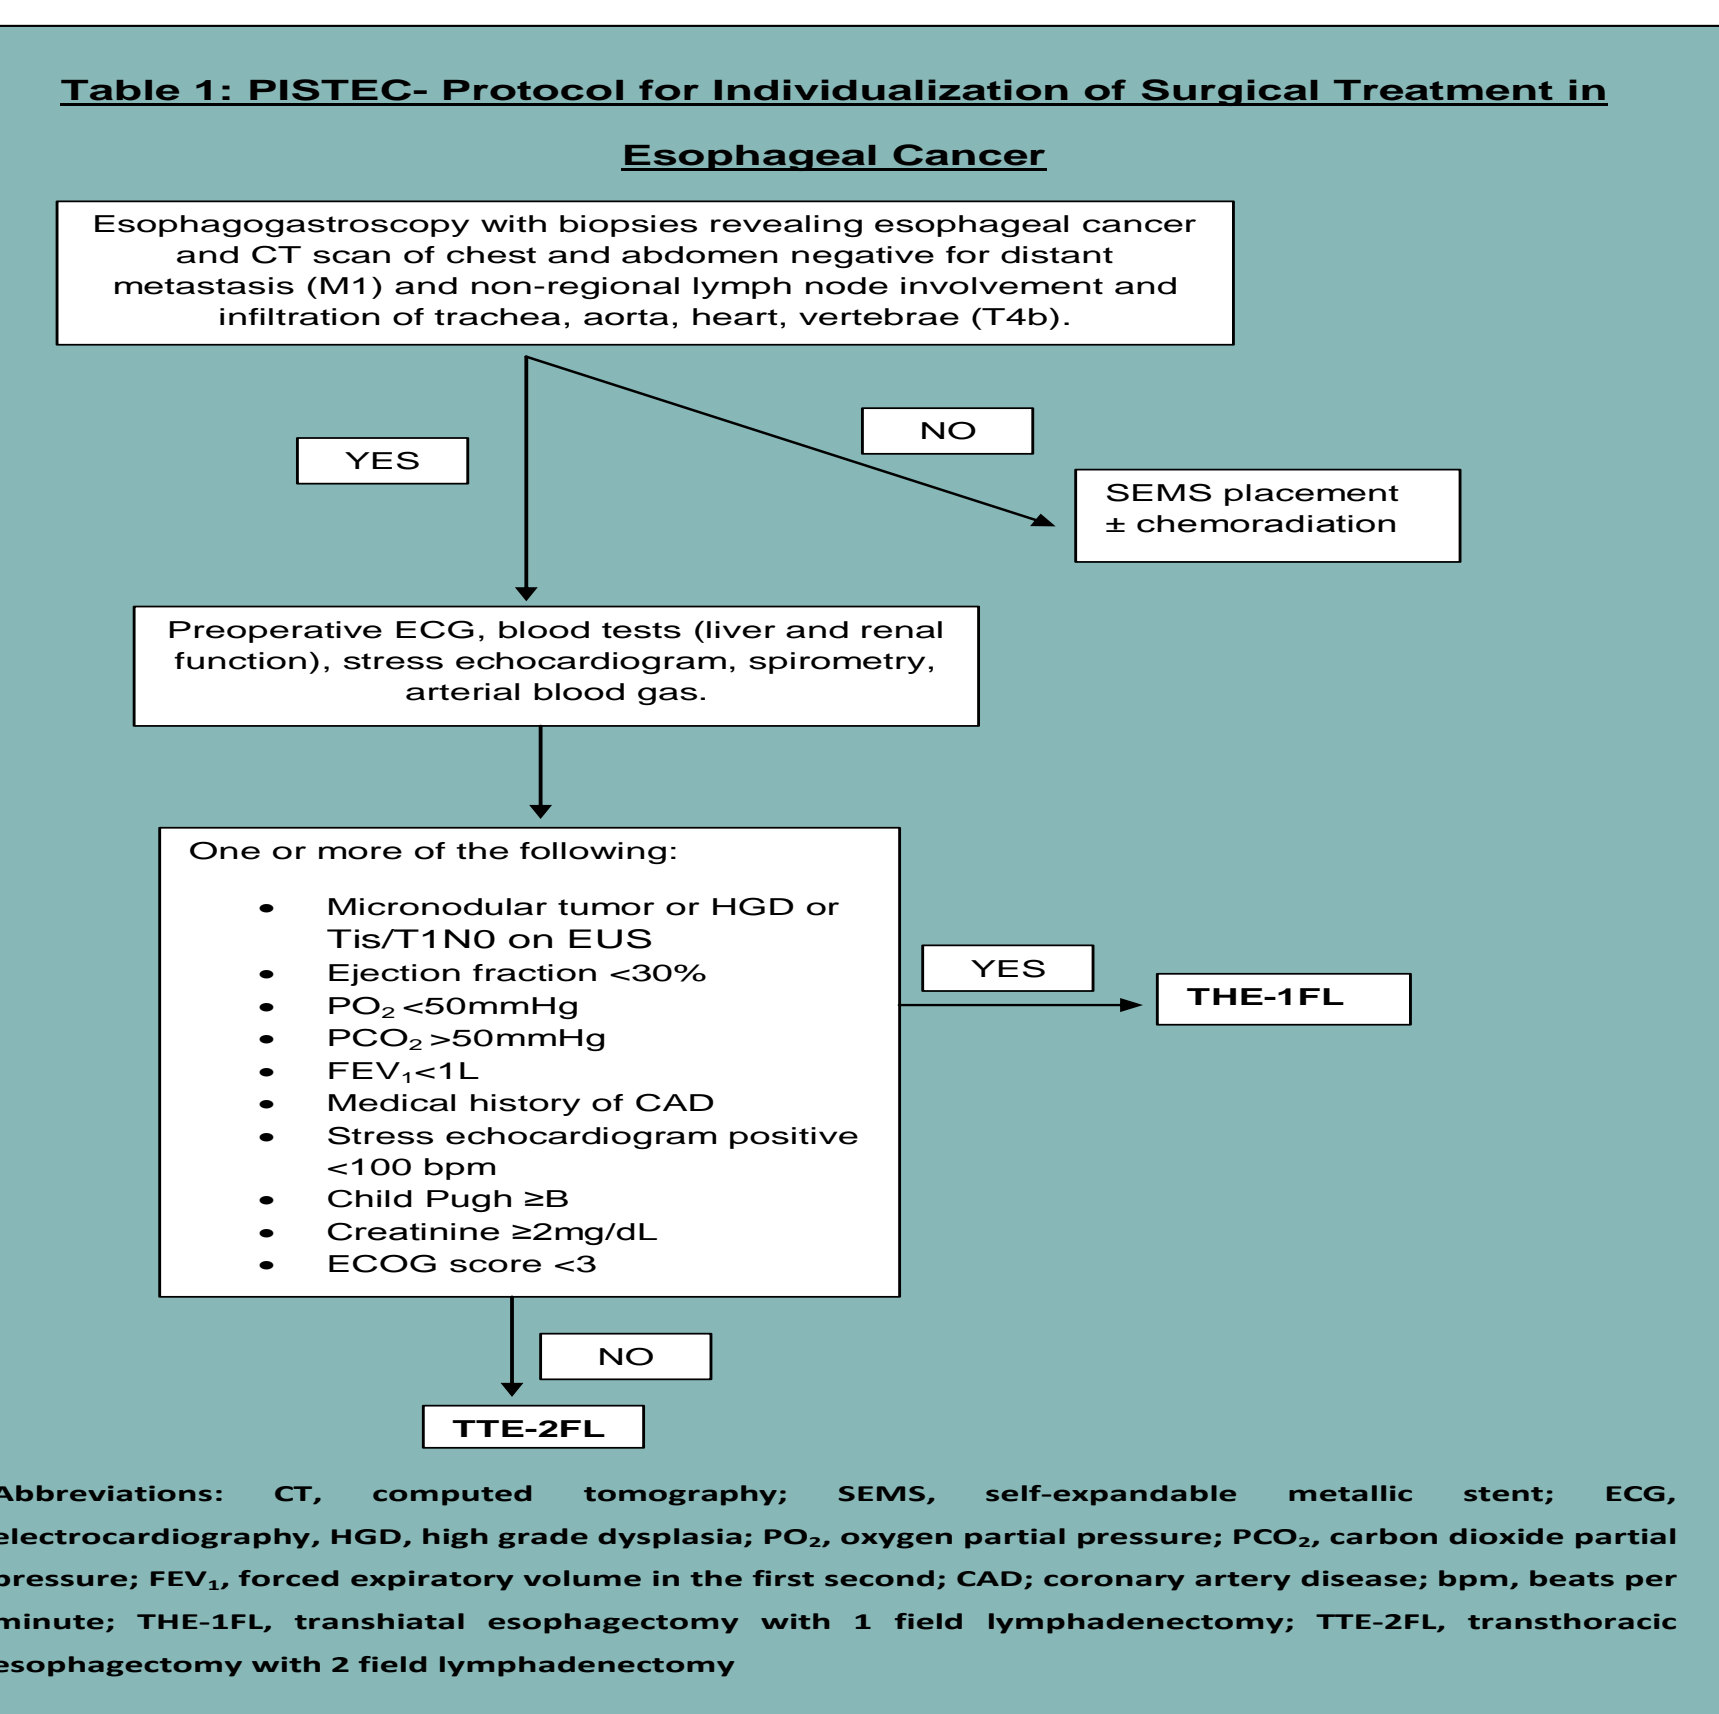 Table 1: PISTEC- Protocol for Individualization of Surgical Treatment in
Esophageal Cancer
Esophagogastroscopy with biopsies revealing esophageal cancer
and CT scan of chest and abdomen negative for distant
metastasis (M1) and non-regional lymph node involvement and
infiltration of trachea, aorta, heart, vertebrae (T4b).
NO
YES
SEMS placement
± chemoradiation
Preoperative ECG, blood tests (liver and renal
function), stress echocardiogram, spirometry,
arterial blood gas.
One or more of the following:
• Micronodular tumor or HGD or
Tis/T1N0 on EUS
• Ejection fraction <30%
• PO₂ <50mmHg
• PCO₂ >50mmHg
• FEV₁<1L
• Medical history of CAD
• Stress echocardiogram positive
<100 bpm
• Child Pugh ≥B
• Creatinine ≥2mg/dL
• ECOG score <3
YES
THE-1FL
NO
TTE-2FL
Abbreviations: CT, computed tomography; SEMS, self-expandable metallic stent; ECG,
electrocardiography, HGD, high grade dysplasia; PO₂, oxygen partial pressure; PCO₂, carbon dioxide partial
pressure; FEV₁, forced expiratory volume in the first second; CAD; coronary artery disease; bpm, beats per
minute; THE-1FL, transhiatal esophagectomy with 1 field lymphadenectomy; TTE-2FL, transthoracic
esophagectomy with 2 field lymphadenectomy